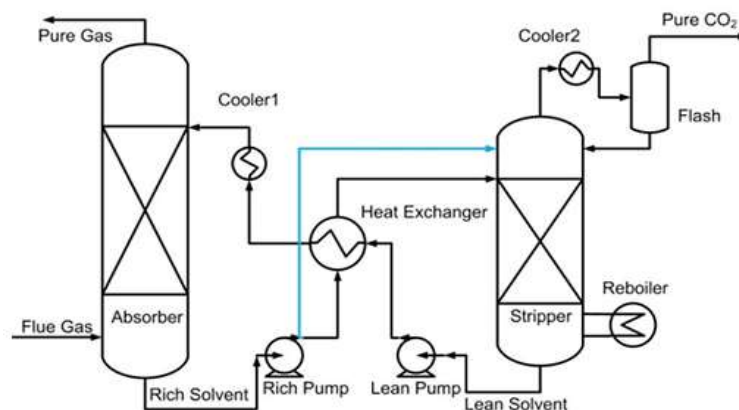 Pure Gas
Cooler1
Cooler2
Pure CO₂
Flash
Heat Exchanger
Reboiler
Absorber
Stripper
Flue Gas
Rich Solvent
Rich Pump
Lean Pump
Lean Solvent